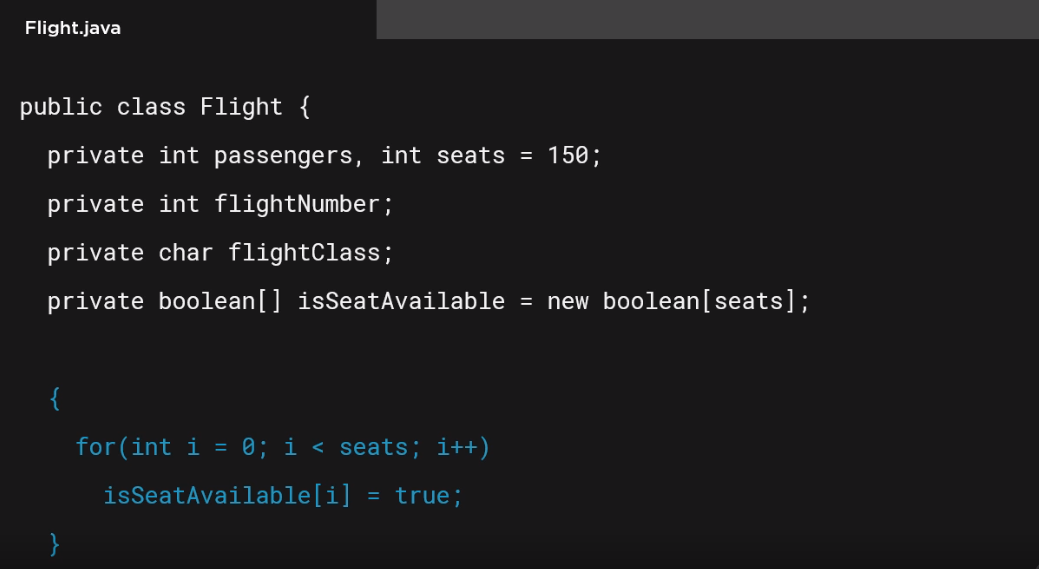 Flight.java
public class Flight {
private int passengers, int seats = 150;
private int flightNumber;
private char flightClass;
private boolean[] isSeatAvailable = new boolean[seats];
{
for(int i = 0; i < seats; i++)
isSeatAvailable[i] = true;
}